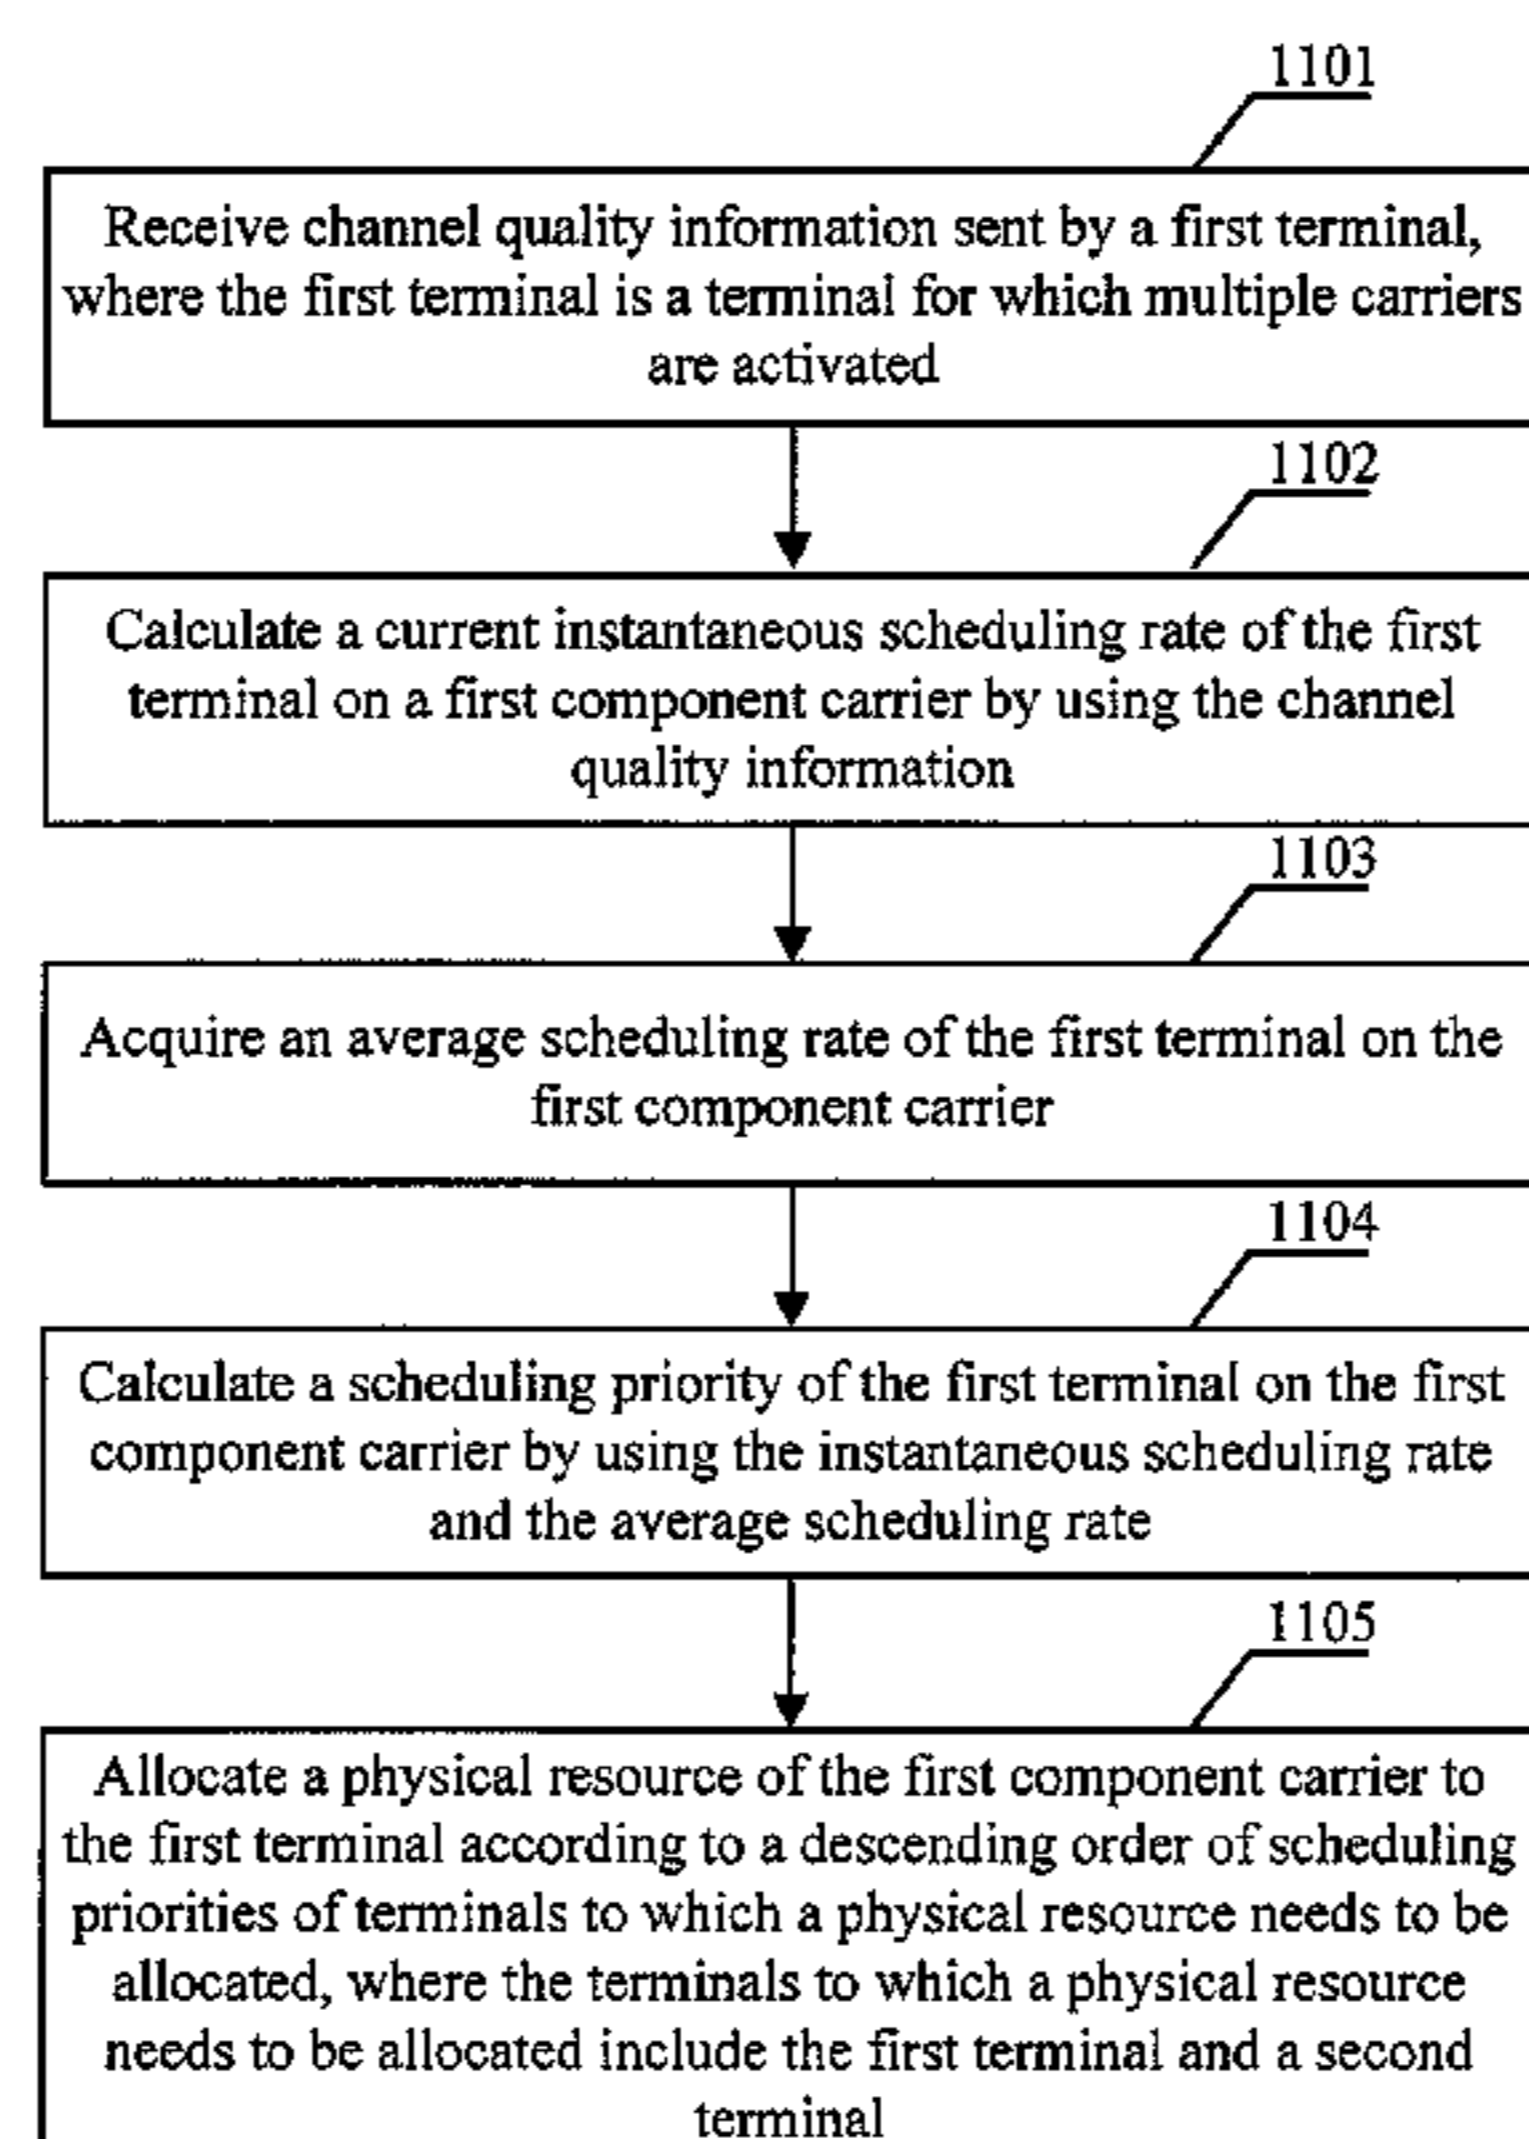 1101
Receive channel quality information sent by a first terminal,
where the first terminal is a terminal for which multiple carriers
are activated
1102
Calculate a current instantaneous scheduling rate of the first
terminal on a first component carrier by using the channel
quality information
1103
Acquire an average scheduling rate of the first terminal on the
first component carrier
1104
Calculate a scheduling priority of the first terminal on the first
component carrier by using the instantaneous scheduling rate
and the average scheduling rate
1105
Allocate a physical resource of the first component carrier to
the first terminal according to a descending order of scheduling
priorities of terminals to which a physical resource needs to be
allocated, where the terminals to which a physical resource
needs to be allocated include the first terminal and a second
terminal